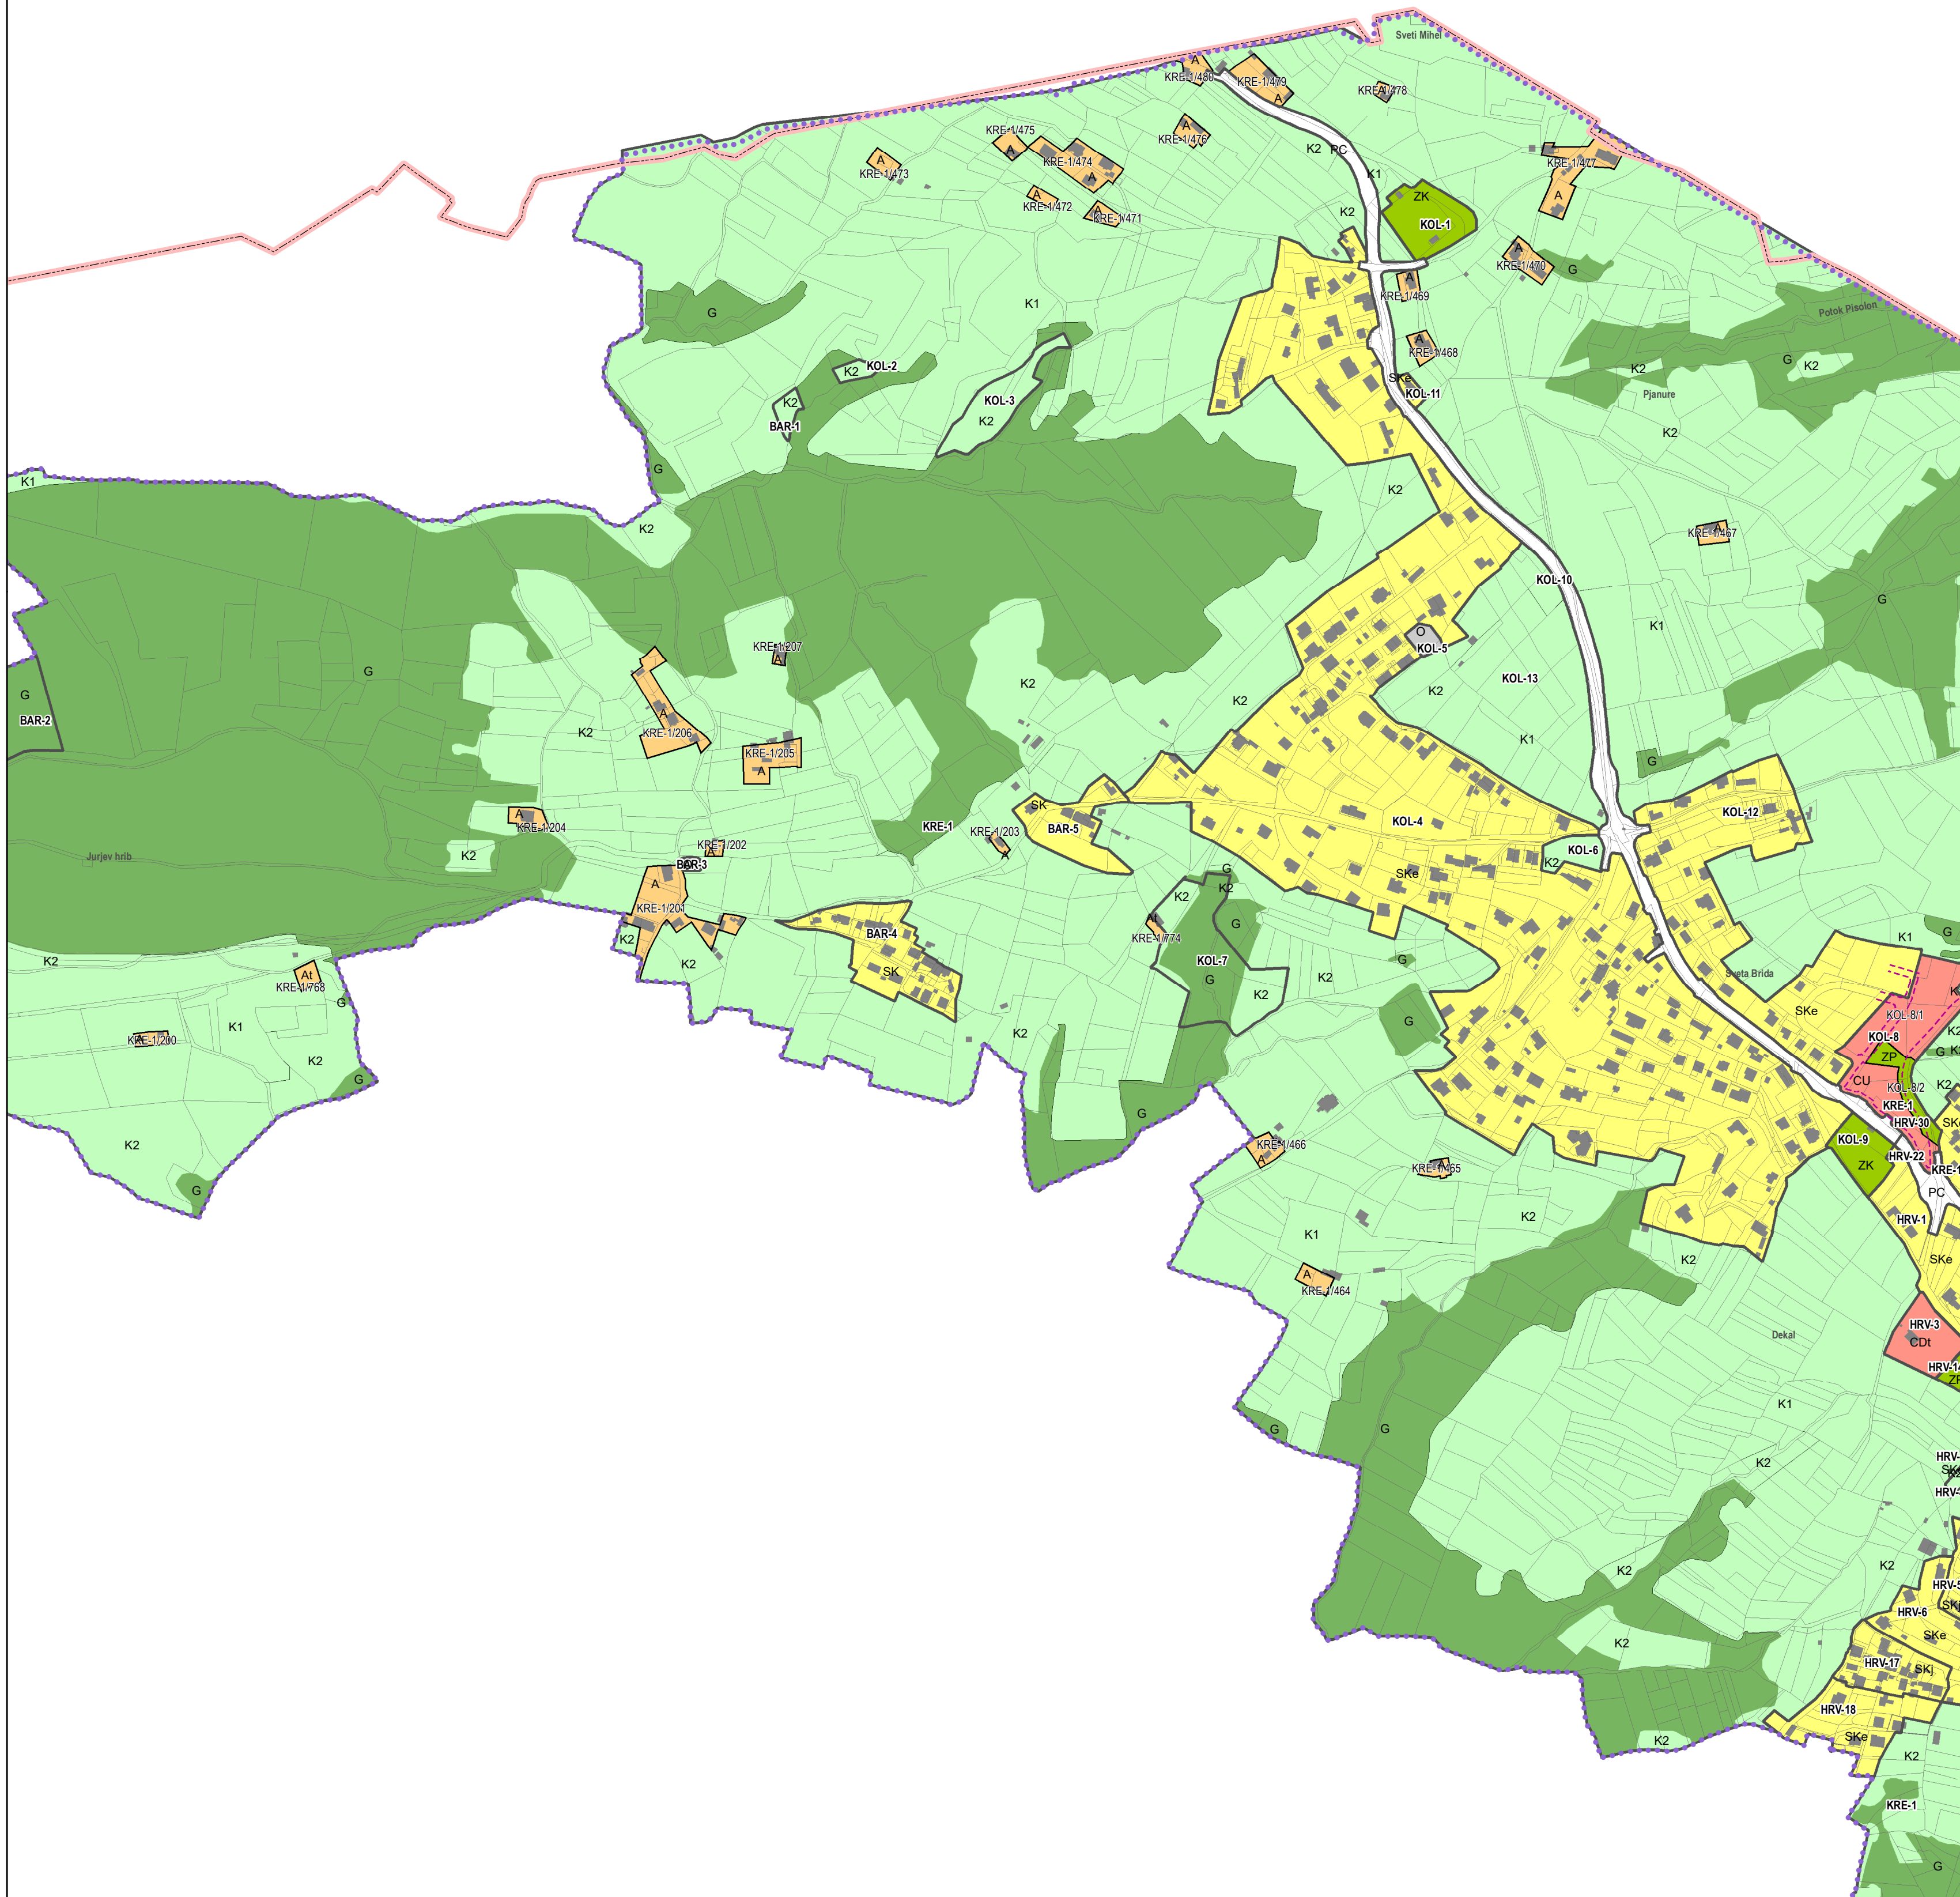 Sveti Mihel
A
KRE-1/480
KRE-1/479
A
KRE-1/478
A
KRE-1/475
A
A
KRE-1/476
K2
PC
KRE-1/474
A
A
KRE-1/473
KRE-1/477
A
K1
A
KRE-1/472
A
KRE-1/471
ZK
KOL-1
K2
A
KRE-1/470
G
A
KRE-1/469
K1
G
Potok Pisolon
A
KRE-1/468
G
K2
K2
KOL-2
K2
SKe
KOL-11
Pjanure
K2
KOL-3
K2
BAR-1
K2
G
K1
K2
K2
KRE-1/467
A
KOL-10
G
G
K1
O
KOL-5
KRE-1/207
A
K2
K2
K2
KOL-13
G
BAR-2
A
KRE-1/206
K2
KRE-1/205
A
K1
G
SK
BAR-5
KOL-4
KOL-12
A
KRE-1/204
KRE-1
KRE-1/203
A
KRE-1/202
A
Jurjev hrib
K2
BAR-3
KOL-6
K2
G
SKe
K2
K2
A
KRE-1/201
At
KRE-1/774
G
BAR-4
K2
K2
K1
G
K2
SK
KOL-7
G
K2
K2
G
At
KRE-1/768
G
Sveta Brida
SKe
KOL-8/1
K1
A
KRE-1/200
K2
K2
G
KOL-8
ZP
G
K2
G
CU
KOL-8/2
K2
KRE-1
HRV-30
G
K2
KRE-1/466
A
KOL-9
ZK
HRV-22
A
KRE-1/465
PC
G
K2
HRV-1
K1
K2
SKe
A
KRE-1/464
HRV-3
CDt
Dekal
K1
G
G
K2
K2
K2
HRV-6
SKe
K2
HRV-17
SKj
HRV-18
SKe
K2
K2
KRE-1
G